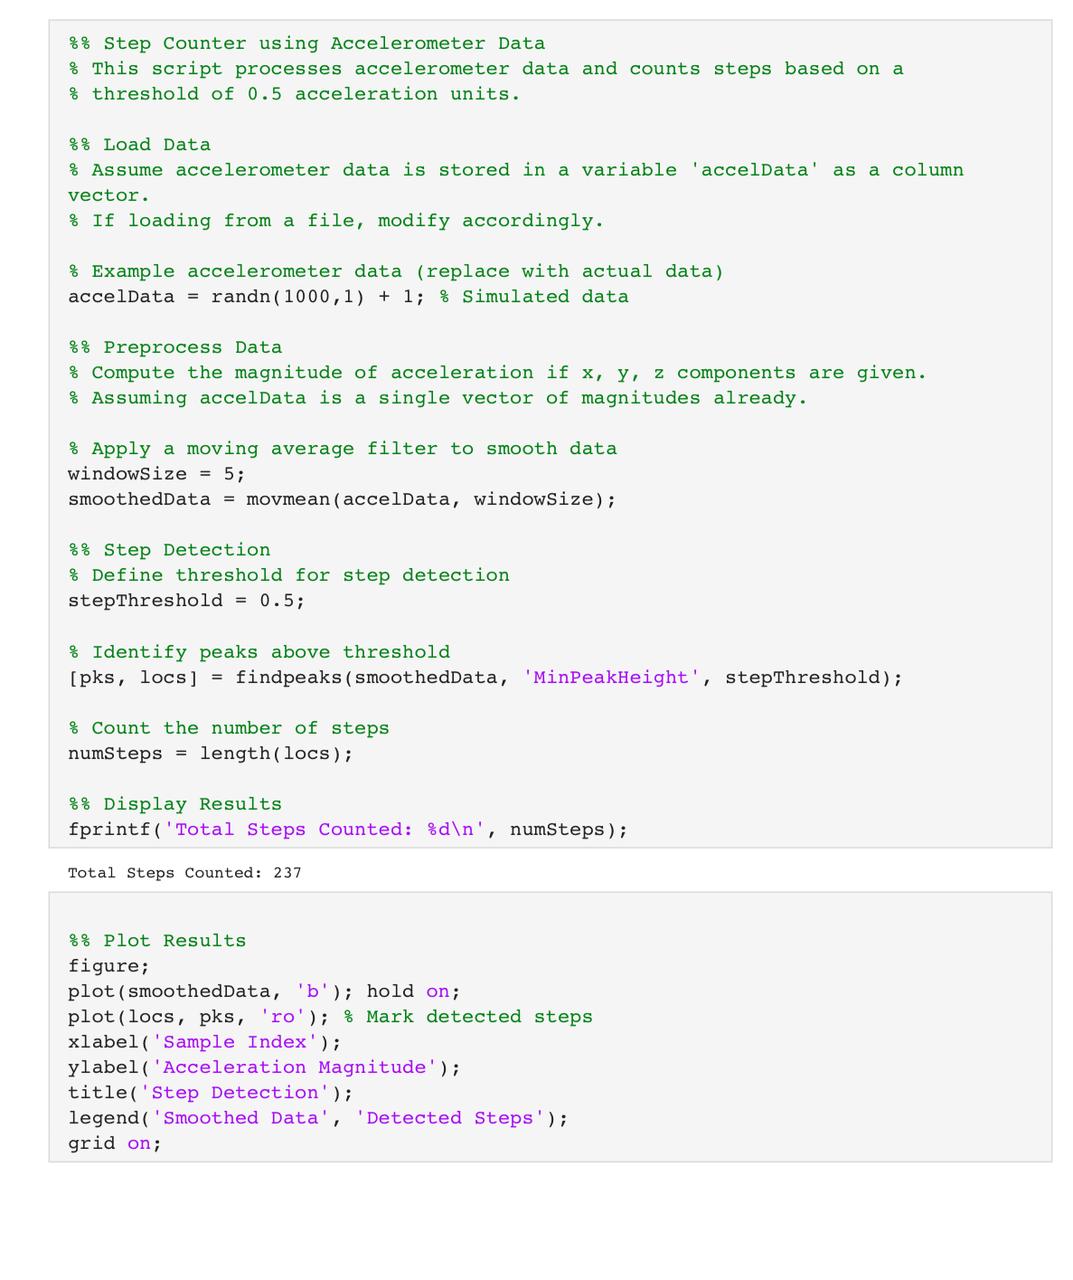 %% Step Counter using Accelerometer Data
% This script processes accelerometer data and counts steps based on a
% threshold of 0.5 acceleration units.
%% Load Data
% Assume accelerometer data is stored in a variable 'accelData' as a column
vector.
% If loading from a file, modify accordingly.
% Example accelerometer data (replace with actual data)
accelData = randn(1000,1) + 1; % Simulated data
%% Preprocess Data
% Compute the magnitude of acceleration if x, y, z components are given.
% Assuming accelData is a single vector of magnitudes already.
% Apply a moving average filter to smooth data
windowSize = 5;
smoothedData = movmean(accelData, windowSize);
%% Step Detection
% Define threshold for step detection
stepThreshold = 0.5;
% Identify peaks above threshold
[pks, locs] = findpeaks(smoothedData, 'MinPeakHeight', stepThreshold);
% Count the number of steps
numSteps = length(locs);
%% Display Results
fprintf('Total Steps Counted: %d\n', numSteps);
Total Steps Counted: 237
%% Plot Results
figure;
plot(smoothedData, 'b'); hold on;
plot(locs, pks, 'ro'); % Mark detected steps
xlabel('Sample Index');
ylabel('Acceleration Magnitude');
title('Step Detection');
legend('Smoothed Data', 'Detected Steps');
grid on;